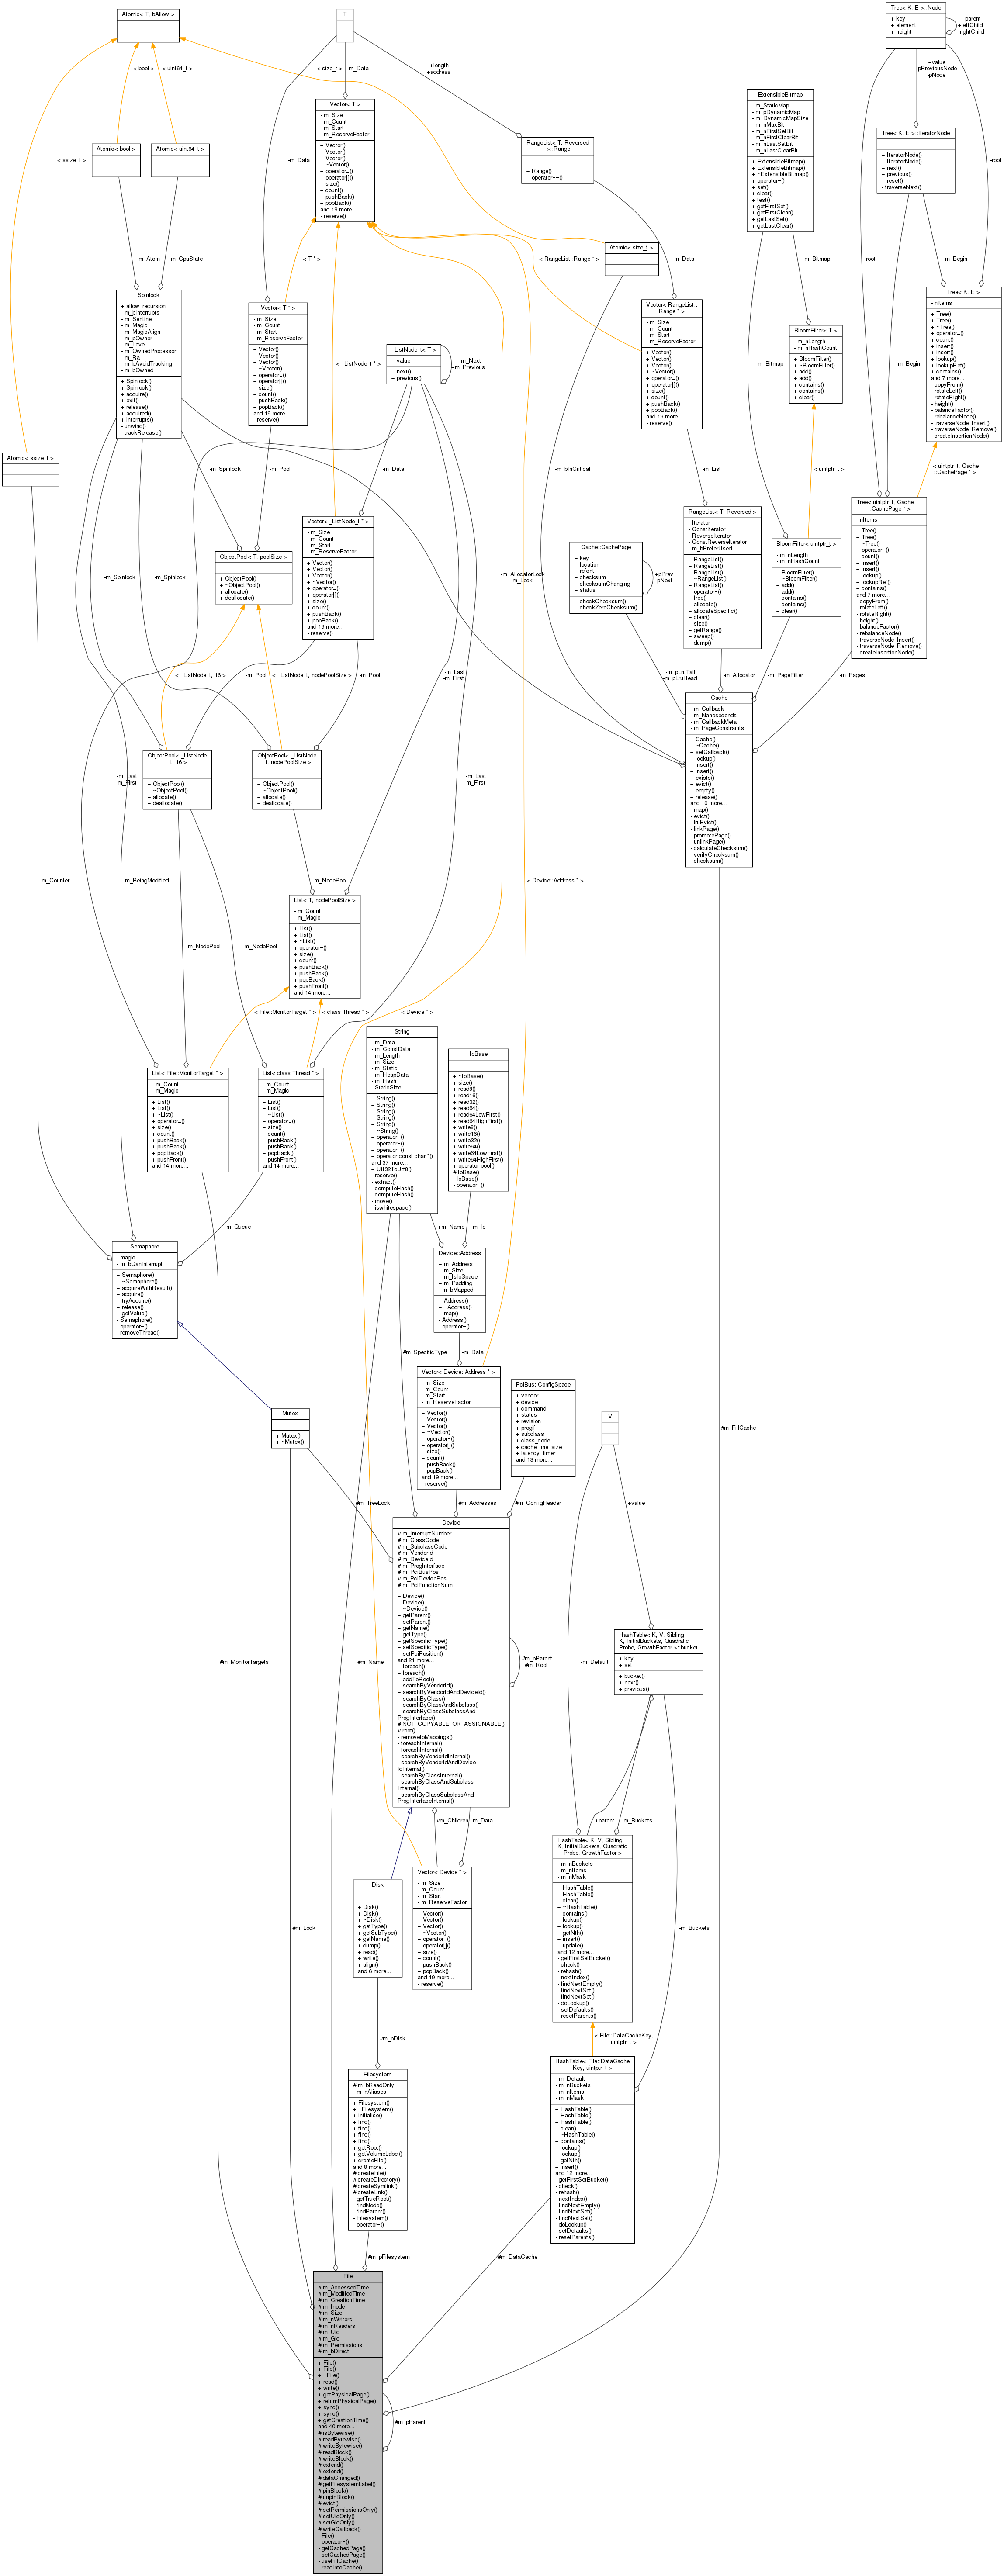 Atomic< T, bAllow >
T
Tree< K, E >::Node
+ key
+ element
+ height
+parent
+leftChild
+rightChild
< bool >
< uint64_t >
< size_t >
-m_Data
+length
+address
+value
-pPreviousNode
-pNode
ExtensibleBitmap
- m_StaticMap
- m_pDynamicMap
- m_DynamicMapSize
- m_nMaxBit
- m_nFirstSetBit
- m_nFirstClearBit
- m_nLastSetBit
- m_nLastClearBit
+ ExtensibleBitmap()
+ ExtensibleBitmap()
+ ~ExtensibleBitmap()
+ operator=()
+ set()
+ clear()
+ test()
+ getFirstSet()
+ getFirstClear()
+ getLastSet()
+ getLastClear()
Vector< T >
- m_Size
- m_Count
- m_Start
- m_ReserveFactor
+ Vector()
+ Vector()
+ Vector()
+ ~Vector()
+ operator=()
+ operator[]()
+ size()
+ count()
+ pushBack()
+ popBack()
and 19 more...
- reserve()
Tree< K, E >::IteratorNode
+ IteratorNode()
+ IteratorNode()
+ next()
+ previous()
+ reset()
- traverseNext()
RangeList< T, Reversed
>::Range
+ Range()
+ operator==()
< ssize_t >
Atomic< bool >
Atomic< uint64_t >
-m_Data
-root
-m_Atom
-m_CpuState
< T * >
< RangeList::Range * >
Atomic< size_t >
-m_Data
-root
-m_Begin
-m_Bitmap
Spinlock
+ allow_recursion
- m_bInterrupts
- m_Sentinel
- m_Magic
- m_MagicAlign
- m_pOwner
- m_Level
- m_OwnedProcessor
- m_Ra
- m_bAvoidTracking
- m_bOwned
+ Spinlock()
+ Spinlock()
+ acquire()
+ exit()
+ release()
+ acquired()
+ interrupts()
- unwind()
- trackRelease()
Vector< T * >
- m_Size
- m_Count
- m_Start
- m_ReserveFactor
+ Vector()
+ Vector()
+ Vector()
+ ~Vector()
+ operator=()
+ operator[]()
+ size()
+ count()
+ pushBack()
+ popBack()
and 19 more...
- reserve()
_ListNode_t< T >
+ value
+ next()
+ previous()
+m_Next
+m_Previous
< _ListNode_t * >
Vector< RangeList::
Range * >
- m_Size
- m_Count
- m_Start
- m_ReserveFactor
+ Vector()
+ Vector()
+ Vector()
+ ~Vector()
+ operator=()
+ operator[]()
+ size()
+ count()
+ pushBack()
+ popBack()
and 19 more...
- reserve()
BloomFilter< T >
- m_nLength
- m_nHashCount
+ BloomFilter()
+ ~BloomFilter()
+ add()
+ add()
+ contains()
+ contains()
+ clear()
Tree< K, E >
- nItems
+ Tree()
+ Tree()
+ ~Tree()
+ operator=()
+ count()
+ insert()
+ insert()
+ lookup()
+ lookupRef()
+ contains()
and 7 more...
- copyFrom()
- rotateLeft()
- rotateRight()
- height()
- balanceFactor()
- rebalanceNode()
- traverseNode_Insert()
- traverseNode_Remove()
- createInsertionNode()
-m_Bitmap
-m_Begin
Atomic< ssize_t >
-m_Spinlock
-m_Pool
-m_Data
-m_bInCritical
-m_List
< uintptr_t >
< uintptr_t, Cache
::CachePage * >
Vector< _ListNode_t * >
- m_Size
- m_Count
- m_Start
- m_ReserveFactor
+ Vector()
+ Vector()
+ Vector()
+ ~Vector()
+ operator=()
+ operator[]()
+ size()
+ count()
+ pushBack()
+ popBack()
and 19 more...
- reserve()
ObjectPool< T, poolSize >
+ ObjectPool()
+ ~ObjectPool()
+ allocate()
+ deallocate()
Cache::CachePage
+ key
+ location
+ refcnt
+ checksum
+ checksumChanging
+ status
+ checkChecksum()
+ checkZeroChecksum()
+pPrev
+pNext
RangeList< T, Reversed >
- Iterator
- ConstIterator
- ReverseIterator
- ConstReverseIterator
- m_bPreferUsed
+ RangeList()
+ RangeList()
+ RangeList()
+ ~RangeList()
+ RangeList()
+ operator=()
+ free()
+ allocate()
+ allocateSpecific()
+ clear()
+ size()
+ getRange()
+ sweep()
+ dump()
BloomFilter< uintptr_t >
- m_nLength
- m_nHashCount
+ BloomFilter()
+ ~BloomFilter()
+ add()
+ add()
+ contains()
+ contains()
+ clear()
Tree< uintptr_t, Cache
::CachePage * >
- nItems
+ Tree()
+ Tree()
+ ~Tree()
+ operator=()
+ count()
+ insert()
+ insert()
+ lookup()
+ lookupRef()
+ contains()
and 7 more...
- copyFrom()
- rotateLeft()
- rotateRight()
- height()
- balanceFactor()
- rebalanceNode()
- traverseNode_Insert()
- traverseNode_Remove()
- createInsertionNode()
-m_Spinlock
-m_Spinlock
-m_AllocatorLock
-m_Lock
< _ListNode_t, 16 >
-m_Pool
< _ListNode_t, nodePoolSize >
-m_Pool
-m_Last
-m_First
-m_pLruTail
-m_pLruHead
-m_Allocator
-m_PageFilter
-m_Pages
Cache
- m_Callback
- m_Nanoseconds
- m_CallbackMeta
- m_PageConstraints
+ Cache()
+ ~Cache()
+ setCallback()
+ lookup()
+ insert()
+ insert()
+ exists()
+ evict()
+ empty()
+ release()
and 10 more...
- map()
- evict()
- lruEvict()
- linkPage()
- promotePage()
- unlinkPage()
- calculateChecksum()
- verifyChecksum()
- checksum()
ObjectPool< _ListNode
_t, 16 >
+ ObjectPool()
+ ~ObjectPool()
+ allocate()
+ deallocate()
ObjectPool< _ListNode
_t, nodePoolSize >
+ ObjectPool()
+ ~ObjectPool()
+ allocate()
+ deallocate()
-m_Last
-m_First
-m_Last
-m_First
-m_Counter
-m_BeingModified
-m_NodePool
< Device::Address * >
List< T, nodePoolSize >
- m_Count
- m_Magic
+ List()
+ List()
+ ~List()
+ operator=()
+ size()
+ count()
+ pushBack()
+ pushBack()
+ popBack()
+ pushFront()
and 14 more...
-m_NodePool
-m_NodePool
< File::MonitorTarget * >
< class Thread * >
< Device * >
List< File::MonitorTarget * >
- m_Count
- m_Magic
+ List()
+ List()
+ ~List()
+ operator=()
+ size()
+ count()
+ pushBack()
+ pushBack()
+ popBack()
+ pushFront()
and 14 more...
List< class Thread * >
- m_Count
- m_Magic
+ List()
+ List()
+ ~List()
+ operator=()
+ size()
+ count()
+ pushBack()
+ pushBack()
+ popBack()
+ pushFront()
and 14 more...
String
- m_Data
- m_ConstData
- m_Length
- m_Size
- m_Static
- m_HeapData
- m_Hash
- StaticSize
+ String()
+ String()
+ String()
+ String()
+ String()
+ ~String()
+ operator=()
+ operator=()
+ operator=()
+ operator const char *()
and 37 more...
+ Utf32ToUtf8()
- reserve()
- extract()
- computeHash()
- computeHash()
- move()
- iswhitespace()
IoBase
+ ~IoBase()
+ size()
+ read8()
+ read16()
+ read32()
+ read64()
+ read64LowFirst()
+ read64HighFirst()
+ write8()
+ write16()
+ write32()
+ write64()
+ write64LowFirst()
+ write64HighFirst()
+ operator bool()
# IoBase()
- IoBase()
- operator=()
-m_Queue
+m_Name
+m_Io
Semaphore
- magic
- m_bCanInterrupt
+ Semaphore()
+ ~Semaphore()
+ acquireWithResult()
+ acquire()
+ tryAcquire()
+ release()
+ getValue()
- Semaphore()
- operator=()
- removeThread()
Device::Address
+ m_Address
+ m_Size
+ m_IsIoSpace
+ m_Padding
- m_bMapped
+ Address()
+ ~Address()
+ map()
- Address()
- operator=()
#m_SpecificType
-m_Data
Vector< Device::Address * >
- m_Size
- m_Count
- m_Start
- m_ReserveFactor
+ Vector()
+ Vector()
+ Vector()
+ ~Vector()
+ operator=()
+ operator[]()
+ size()
+ count()
+ pushBack()
+ popBack()
and 19 more...
- reserve()
PciBus::ConfigSpace
+ vendor
+ device
+ command
+ status
+ revision
+ progif
+ subclass
+ class_code
+ cache_line_size
+ latency_timer
and 13 more...
Mutex
+ Mutex()
+ ~Mutex()
V
#m_FillCache
#m_TreeLock
#m_Addresses
#m_ConfigHeader
+value
Device
# m_InterruptNumber
# m_ClassCode
# m_SubclassCode
# m_VendorId
# m_DeviceId
# m_ProgInterface
# m_PciBusPos
# m_PciDevicePos
# m_PciFunctionNum
+ Device()
+ Device()
+ ~Device()
+ getParent()
+ setParent()
+ getName()
+ getType()
+ getSpecificType()
+ setSpecificType()
+ setPciPosition()
and 21 more...
+ foreach()
+ foreach()
+ addToRoot()
+ searchByVendorId()
+ searchByVendorIdAndDeviceId()
+ searchByClass()
+ searchByClassAndSubclass()
+ searchByClassSubclassAnd
ProgInterface()
# NOT_COPYABLE_OR_ASSIGNABLE()
# root()
- removeIoMappings()
- foreachInternal()
- foreachInternal()
- searchByVendorIdInternal()
- searchByVendorIdAndDevice
IdInternal()
- searchByClassInternal()
- searchByClassAndSubclass
Internal()
- searchByClassSubclassAnd
ProgInterfaceInternal()
#m_pParent
#m_Root
#m_MonitorTargets
#m_Name
-m_Default
HashTable< K, V, Sibling
K, InitialBuckets, Quadratic
Probe, GrowthFactor >::bucket
+ key
+ set
+ bucket()
+ next()
+ previous()
#m_Children
-m_Data
+parent
-m_Buckets
Disk
+ Disk()
+ Disk()
+ ~Disk()
+ getType()
+ getSubType()
+ getName()
+ dump()
+ read()
+ write()
+ align()
and 6 more...
Vector< Device * >
- m_Size
- m_Count
- m_Start
- m_ReserveFactor
+ Vector()
+ Vector()
+ Vector()
+ ~Vector()
+ operator=()
+ operator[]()
+ size()
+ count()
+ pushBack()
+ popBack()
and 19 more...
- reserve()
HashTable< K, V, Sibling
K, InitialBuckets, Quadratic
Probe, GrowthFactor >
- m_nBuckets
- m_nItems
- m_nMask
+ HashTable()
+ HashTable()
+ clear()
+ ~HashTable()
+ contains()
+ lookup()
+ lookup()
+ getNth()
+ insert()
+ update()
and 12 more...
- getFirstSetBucket()
- check()
- rehash()
- nextIndex()
- findNextEmpty()
- findNextSet()
- findNextSet()
- doLookup()
- setDefaults()
- resetParents()
#m_Lock
-m_Buckets
#m_pDisk
< File::DataCacheKey,
uintptr_t >
Filesystem
# m_bReadOnly
- m_nAliases
+ Filesystem()
+ ~Filesystem()
+ initialise()
+ find()
+ find()
+ find()
+ find()
+ getRoot()
+ getVolumeLabel()
+ createFile()
and 8 more...
# createFile()
# createDirectory()
# createSymlink()
# createLink()
- getTrueRoot()
- findNode()
- findParent()
- Filesystem()
- operator=()
HashTable< File::DataCache
Key, uintptr_t >
- m_Default
- m_nBuckets
- m_nItems
- m_nMask
+ HashTable()
+ HashTable()
+ HashTable()
+ clear()
+ ~HashTable()
+ contains()
+ lookup()
+ lookup()
+ getNth()
+ insert()
and 12 more...
- getFirstSetBucket()
- check()
- rehash()
- nextIndex()
- findNextEmpty()
- findNextSet()
- findNextSet()
- doLookup()
- setDefaults()
- resetParents()
#m_pFilesystem
#m_DataCache
File
# m_AccessedTime
# m_ModifiedTime
# m_CreationTime
# m_Inode
# m_Size
# m_nWriters
# m_nReaders
# m_Uid
# m_Gid
# m_Permissions
# m_bDirect
+ File()
+ File()
+ ~File()
+ read()
+ write()
+ getPhysicalPage()
+ returnPhysicalPage()
+ sync()
+ sync()
+ getCreationTime()
and 40 more...
# isBytewise()
# readBytewise()
# writeBytewise()
# readBlock()
# writeBlock()
# extend()
# extend()
# dataChanged()
# getFilesystemLabel()
# pinBlock()
# unpinBlock()
# evict()
# setPermissionsOnly()
# setUidOnly()
# setGidOnly()
# writeCallback()
- File()
- operator=()
- getCachedPage()
- setCachedPage()
- useFillCache()
- readIntoCache()
#m_pParent